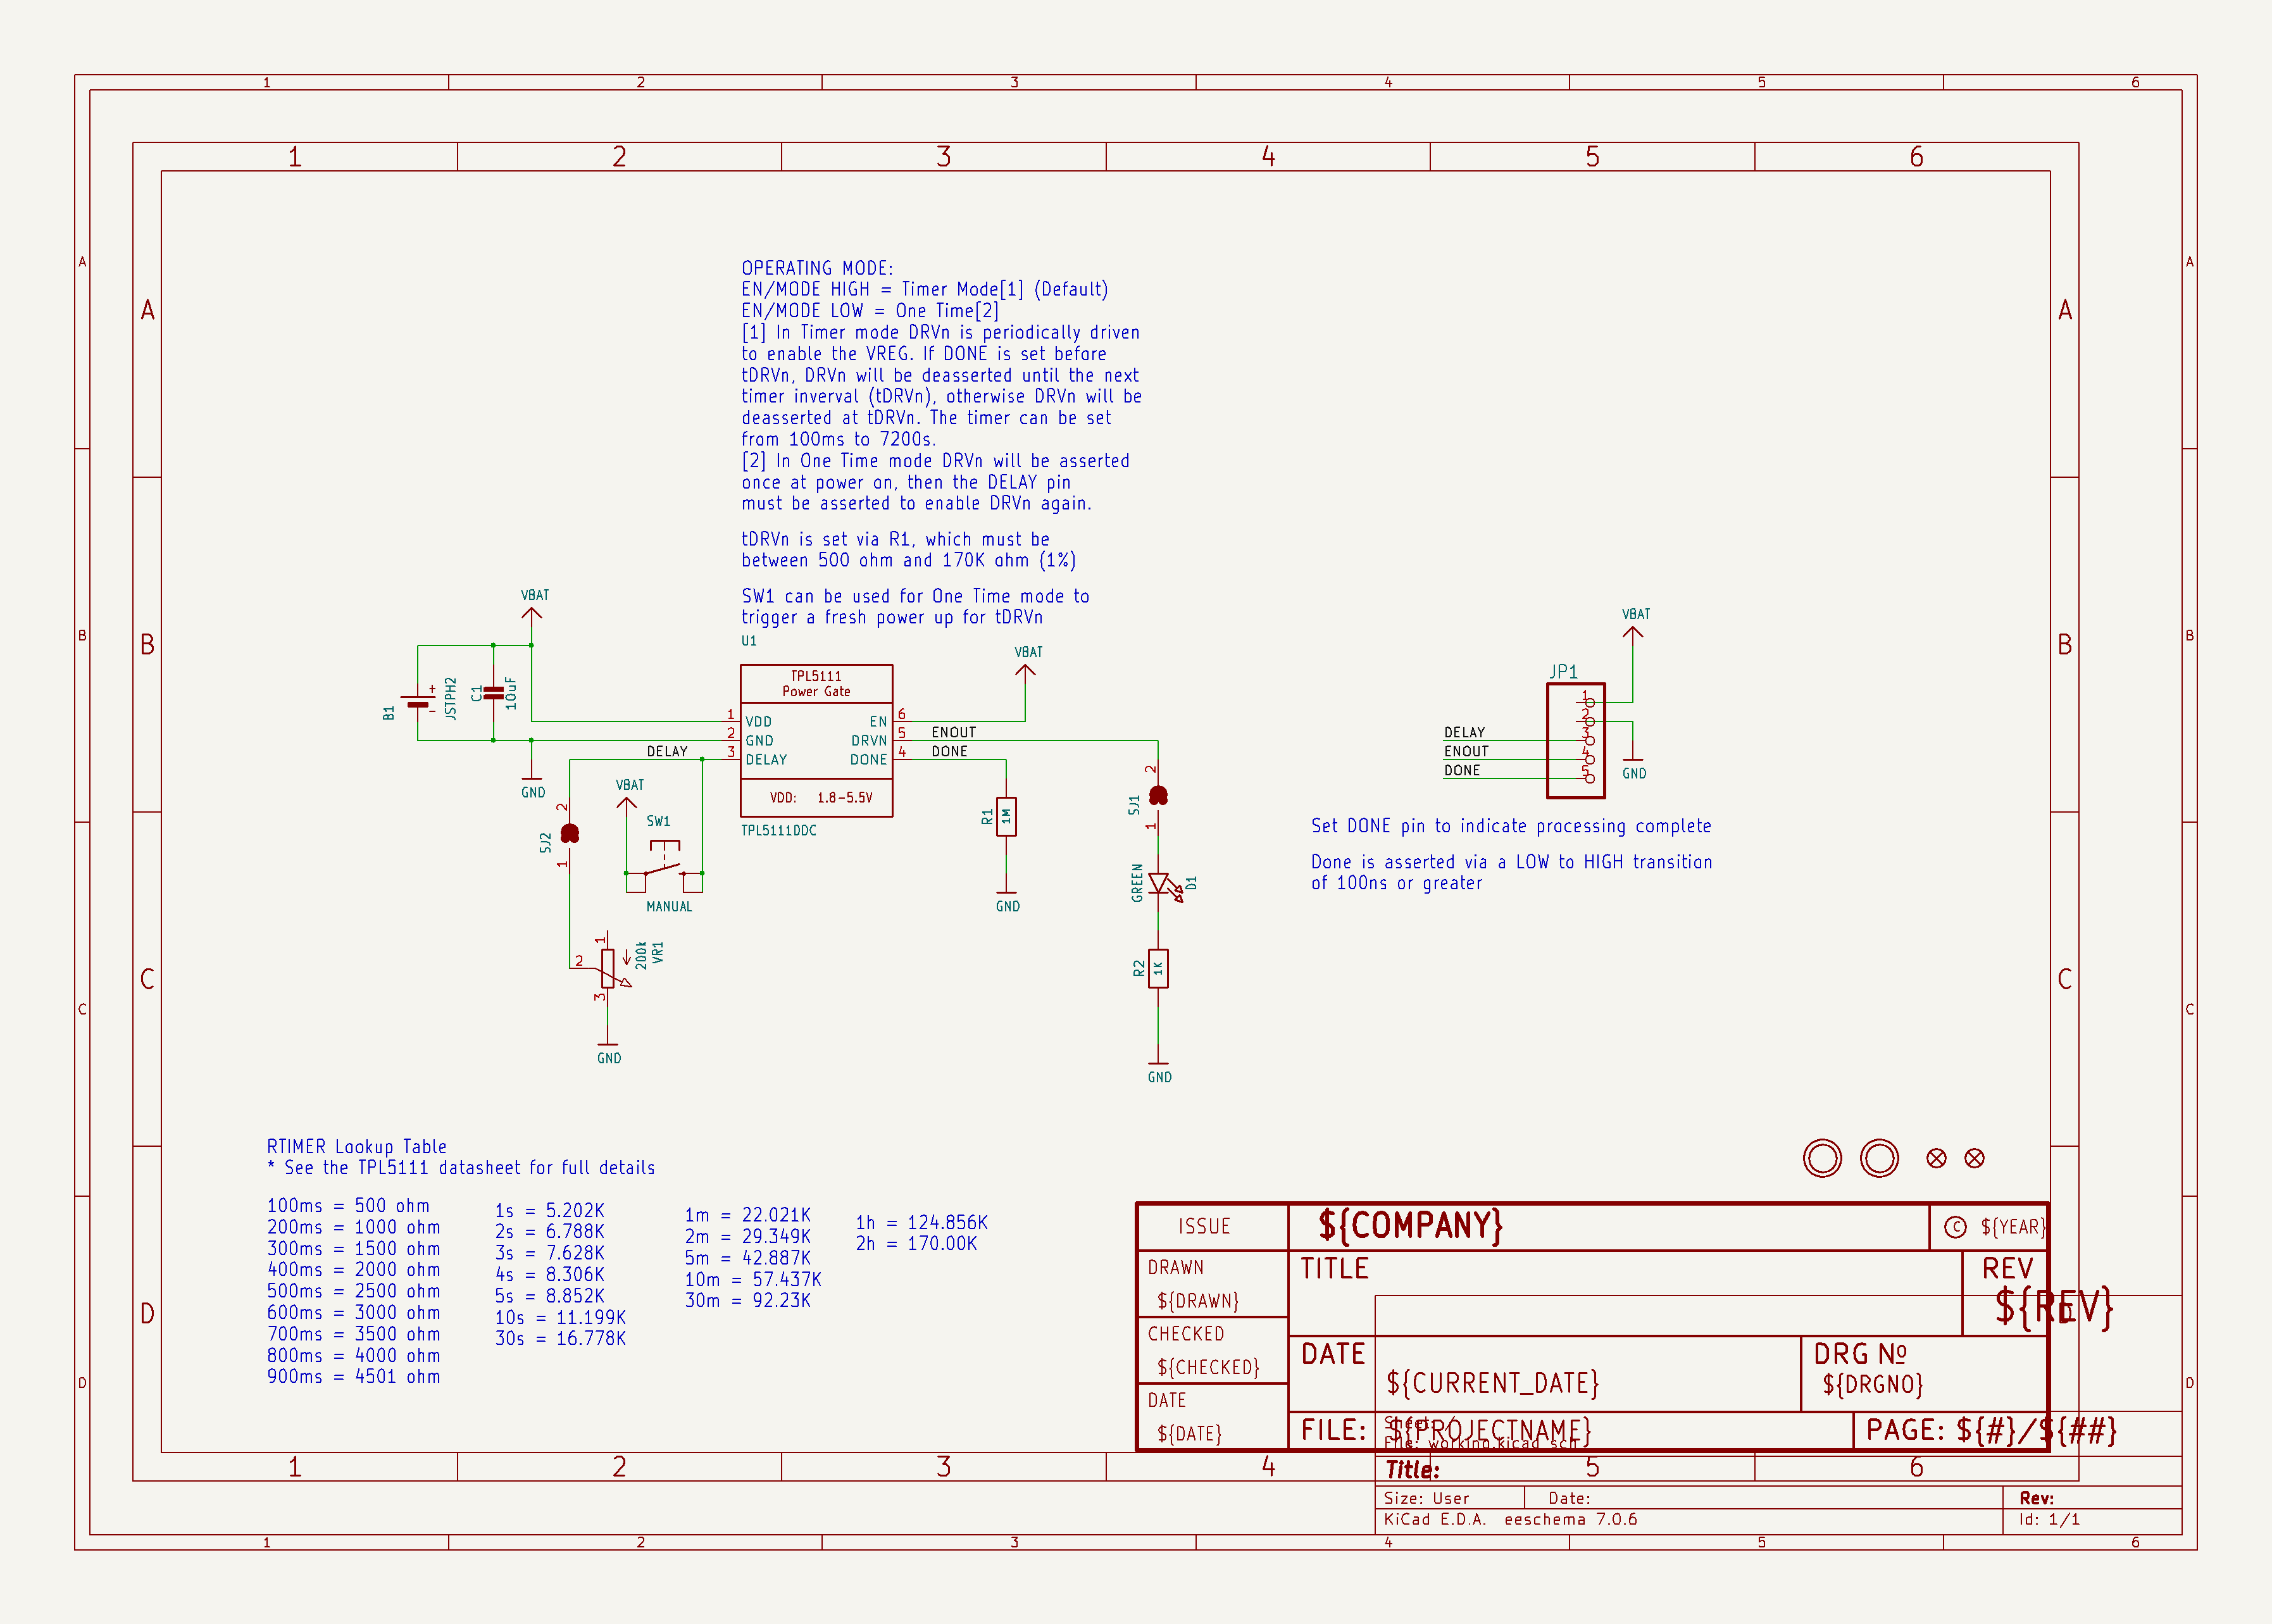 1 2 3 4 5 6
1 2 3 4 5 6
A A
A A
OPERATING MODE:
EN/MODE HIGH = Timer Mode[1] (Default)
EN/MODE LOW = One Time[2]
[1] In Timer mode DRVn is periodically driven
to enable the VREG. If DONE is set before
tDRVn, DRVn will be deasserted until the next
timer inverval (tDRVn), otherwise DRVn will be
deasserted at tDRVn. The timer can be set
from 100ms to 7200s.
[2] In One Time mode DRVn will be asserted
once at power on, then the DELAY pin
must be asserted to enable DRVn again.
tDRVn is set via R1, which must be
between 500 ohm and 170K ohm (1%)
SW1 can be used for One Time mode to
trigger a fresh power up for tDRVn
B B
B B
VBAT
B1
+
-
JSTPH2
C1
10uF
GND
U1
TPL5111
Power Gate
1 VDD
2 GND
3 DELAY
EN 6
DRVN 5
DONE 4
VDD: 1.8-5.5V
TPL5111DDC
DELAY
VBAT
SW1
MANUAL
SJ2
2
1
1
2
3
200k
VR1
GND
VBAT
ENOUT
DONE
R1
1M
GND
SJ1
2
1
GREEN
D1
R2
1K
GND
VBAT
JP1
1
2
3
4
5
DELAY
ENOUT
DONE
GND
Set DONE pin to indicate processing complete
Done is asserted via a LOW to HIGH transition
of 100ns or greater
C C
C C
RTIMER Lookup Table
* See the TPL5111 datasheet for full details
100ms = 500 ohm
200ms = 1000 ohm
300ms = 1500 ohm
400ms = 2000 ohm
500ms = 2500 ohm
600ms = 3000 ohm
700ms = 3500 ohm
800ms = 4000 ohm
900ms = 4501 ohm
1s = 5.202K
2s = 6.788K
3s = 7.628K
4s = 8.306K
5s = 8.852K
10s = 11.199K
30s = 16.778K
1m = 22.021K
2m = 29.349K
5m = 42.887K
10m = 57.437K
30m = 92.23K
1h = 124.856K
2h = 170.00K
D D
D D
ISSUE
${COMPANY}
© ${YEAR}
DRAWN
${DRAWN}
TITLE
REV
${REV}
CHECKED
${CHECKED}
DATE
${CURRENT_DATE}
DRG Nº
${DRGNO}
DATE
${DATE}
FILE: ${PROJECTNAME}
PAGE: ${#}/${##}
Sheet: /
File: working.kicad_sch
Title:
Size: User Date: Rev:
KiCad E.D.A. eeschema 7.0.6 Id: 1/1
1 2 3 4 5 6
1 2 3 4 5 6